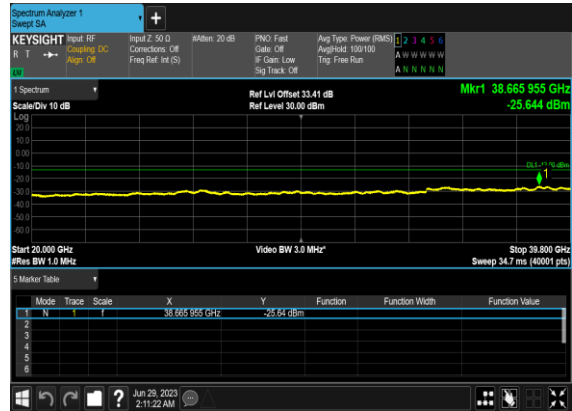 Spectrum Analyzer 1
Swept SA
+
KEYSIGHT Input: RF Input Z: 50 Ω #Atten: 20 dB PNO: Fast Avg Type: Power (RMS) 1 2 3 4 5 6
R T Coupling: DC Corrections: Off Gate: Off Avg|Hold: 100/100 A W W W W W
Align: Off Freq Ref: Int (S) IF Gain: Low Trig: Free Run
Sig Track: Off A N N N N N
1 Spectrum Ref Lvl Offset 33.41 dB Mkr1 38.665 955 GHz
Scale/Div 10 dB Ref Level 30.00 dBm -25.644 dBm
Log
20.0
10.0
0.00
-10.0
-20.0
-30.0
-40.0
-50.0
-60.0
1
Start 20.000 GHz Video BW 3.0 MHz* Stop 39.800 GHz
#Res BW 1.0 MHz Sweep 34.7 ms (40001 pts)
5 Marker Table
Mode Trace Scale X Y Function Function Width Function Value
1 N 1 f 38.665 955 GHz -25.64 dBm
2
3
4
5
6
? Jun 29, 2023
2:11:22 AM